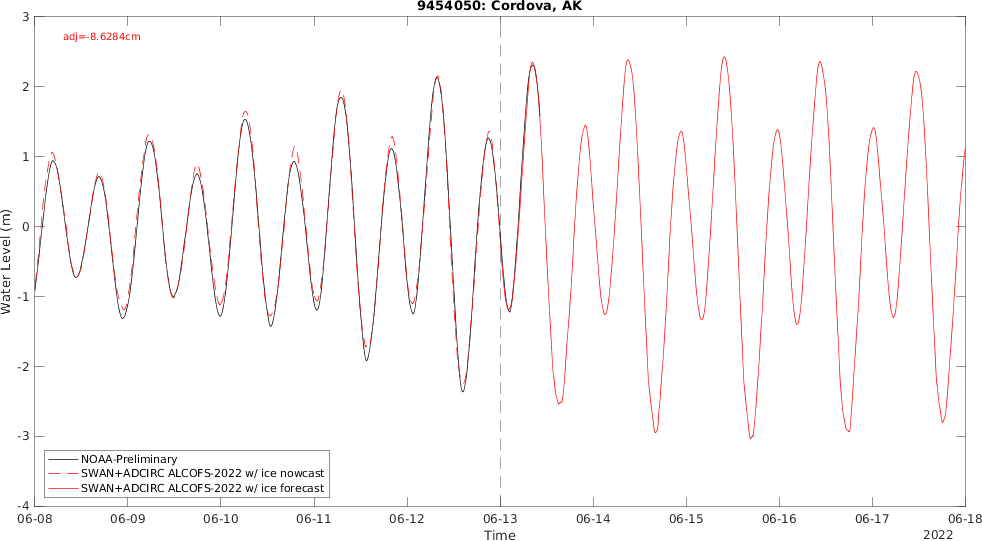 9454050: Cordova, AK
adj=-8.6284cm
3
2
1
0
-1
-2
-3
-4
Water Level (m)
NOAA-Preliminary
SWAN+ADCIRC ALCOFS-2022 w/ ice nowcast
SWAN+ADCIRC ALCOFS-2022 w/ ice forecast
06-08 06-09 06-10 06-11 06-12 06-13 06-14 06-15 06-16 06-17 06-18
Time
2022